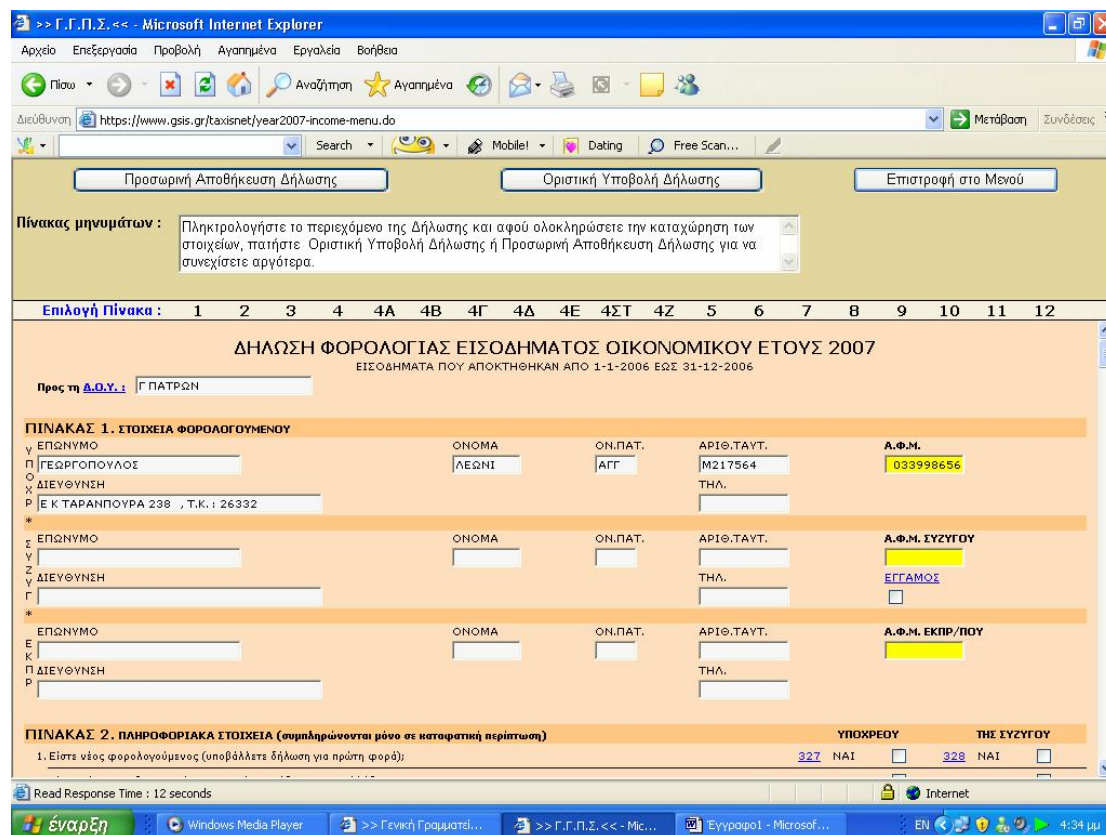 >> Γ.Γ.Π.Σ. << - Microsoft Internet Explorer
Αρχείο Επεξεργασία Προβολή Αγαπημένα Εργαλεία Βοήθεια
Πίσω Αναζήτηση Αγαπημένα
Διεύθυνση https://www.gsis.gr/taxisnet/year2007-income-menu.do Μετάβαση Συνδέσεις
Search Mobile! Dating Free Scan...
Προσωρινή Αποθήκευση Δήλωσης Οριστική Υποβολή Δήλωσης Επιστροφή στο Μενού
Πίνακας μηνυμάτων :
Πληκτρολογήστε το περιεχόμενο της Δήλωσης και αφού ολοκληρώσετε την καταχώρηση των
στοιχείων, πατήστε Οριστική Υποβολή Δήλωσης ή Προσωρινή Αποθήκευση Δήλωσης για να
συνεχίσετε αργότερα.
Επιλογή Πίνακα : 1 2 3 4 4Α 4Β 4Γ 4Δ 4Ε 4ΣΤ 4Ζ 5 6 7 8 9 10 11 12
ΔΗΛΩΣΗ ΦΟΡΟΛΟΓΙΑΣ ΕΙΣΟΔΗΜΑΤΟΣ ΟΙΚΟΝΟΜΙΚΟΥ ΕΤΟΥΣ 2007
ΕΙΣΟΔΗΜΑΤΑ ΠΟΥ ΑΠΟΚΤΗΘΗΚΑΝ ΑΠΟ 1-1-2006 ΕΩΣ 31-12-2006
Προς τη Δ.Ο.Υ. : Γ ΠΑΤΡΩΝ
ΠΙΝΑΚΑΣ 1. ΣΤΟΙΧΕΙΑ ΦΟΡΟΛΟΓΟΥΜΕΝΟΥ
ΥΠΟΧΡ
ΕΠΩΝΥΜΟ ΟΝΟΜΑ ΟΝ.ΠΑΤ. ΑΡΙΘ.ΤΑΥΤ. Α.Φ.Μ.
ΓΕΩΡΓΟΠΟΥΛΟΣ ΛΕΩΝΙ ΑΓΓ Μ217564 033998656
ΔΙΕΥΘΥΝΣΗ ΤΗΛ.
Ε Κ ΤΑΡΑΝΠΟΥΡΑ 238 , Τ.Κ. : 26332
*
ΣΥΖΥΓ
ΕΠΩΝΥΜΟ ΟΝΟΜΑ ΟΝ.ΠΑΤ. ΑΡΙΘ.ΤΑΥΤ. Α.Φ.Μ. ΣΥΖΥΓΟΥ
ΔΙΕΥΘΥΝΣΗ ΤΗΛ. ΕΓΓΑΜΟΣ
*
ΕΚΠΡ
ΕΠΩΝΥΜΟ ΟΝΟΜΑ ΟΝ.ΠΑΤ. ΑΡΙΘ.ΤΑΥΤ. Α.Φ.Μ. ΕΚΠΡ/ΠΟΥ
ΔΙΕΥΘΥΝΣΗ ΤΗΛ.
ΠΙΝΑΚΑΣ 2. ΠΛΗΡΟΦΟΡΙΑΚΑ ΣΤΟΙΧΕΙΑ (συμπληρώνονται μόνο σε καταφατική περίπτωση) ΥΠΟΧΡΕΟΥ ΤΗΣ ΣΥΖΥΓΟΥ
1. Είστε νέος φορολογούμενος (υποβάλλετε δήλωση για πρώτη φορά); 327 ΝΑΙ 328 ΝΑΙ
Read Response Time : 12 seconds Internet
έναρξη Windows Media Player >> Γενική Γραμματεί... >> Γ.Γ.Π.Σ. << - Mic... Έγγραφο1 - Microsof... EN 4:34 μμ